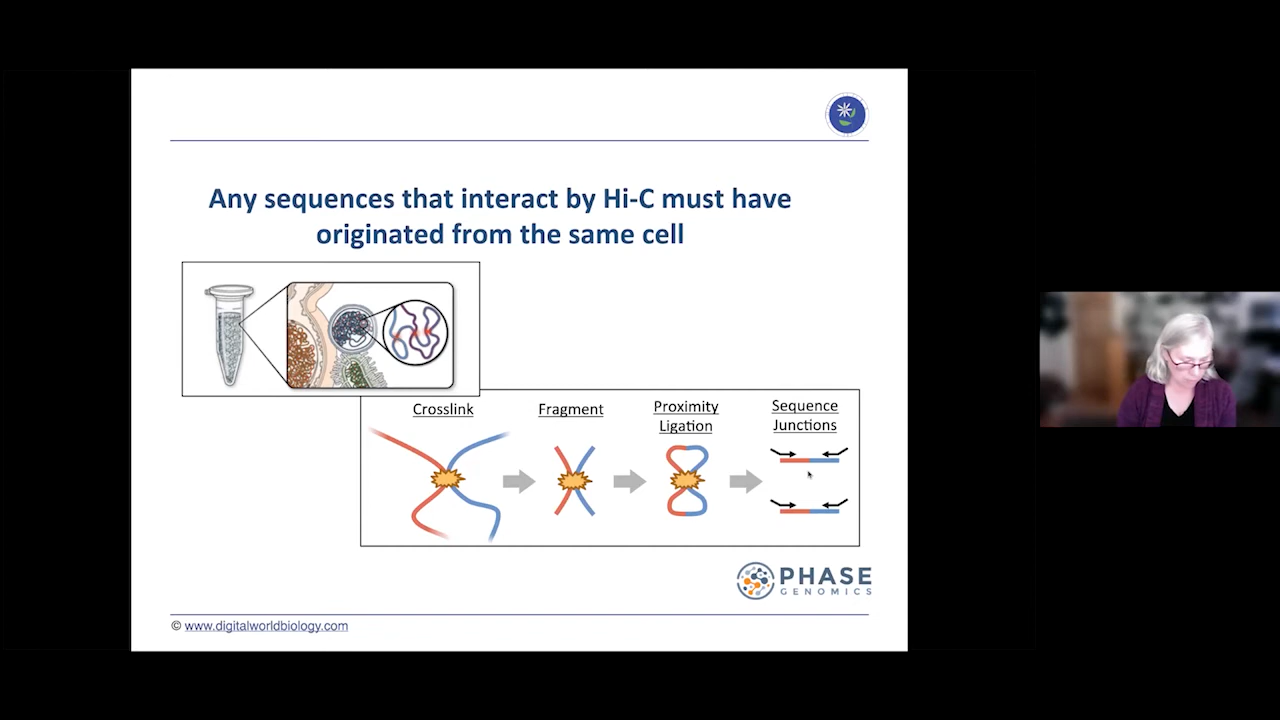 Any sequences that interact by Hi-C must have
originated from the same cell
Crosslink
Fragment
Proximity
Ligation
Sequence
Junctions
PHASE
GENOMICS
© www.digitalworldbiology.com